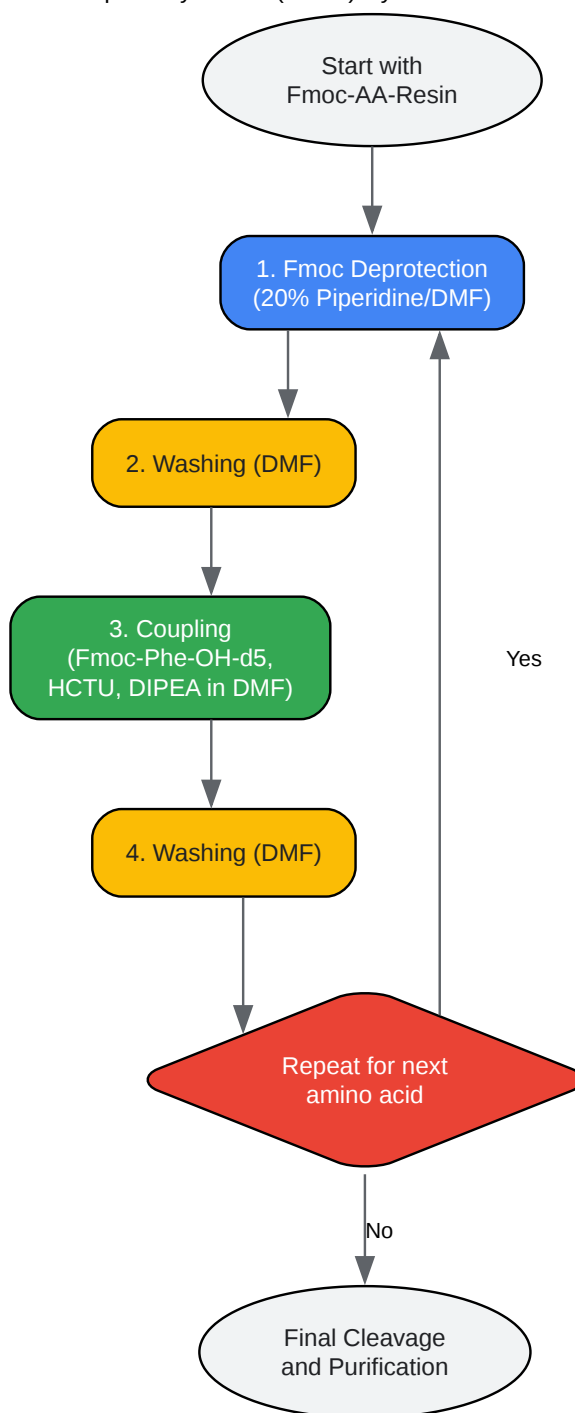 Start with
Fmoc-AA-Resin
1. Fmoc Deprotection
(20% Piperidine/DMF)
2. Washing (DMF)
3. Coupling
(Fmoc-Phe-OH-d5,
HCTU, DIPEA in DMF)
Yes
4. Washing (DMF)
Repeat for next
amino acid
No
Final Cleavage
and Purification